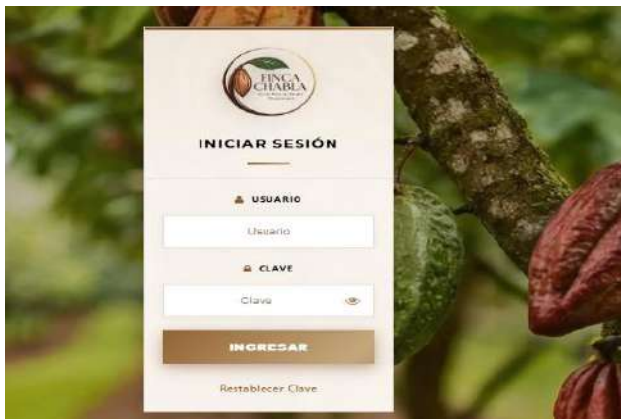 FINCA
CHABLA
INICIAR SESIÓN
USUARIO
Usuario
CLAVE
Clave
INGRESAR
Restablecer Clave